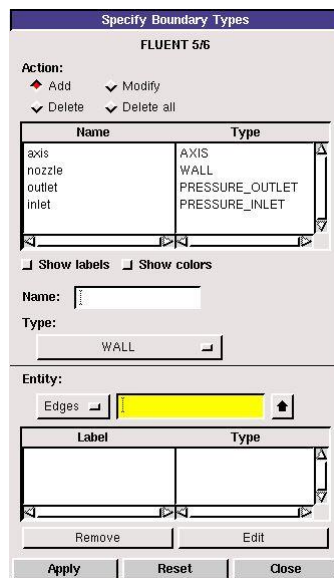 Specify Boundary Types
FLUENT 5/6
Action:
Add Modify
Delete Delete all
Name Type
axis AXIS
nozzle WALL
outlet PRESSURE_OUTLET
inlet PRESSURE_INLET
Show labels Show colors
Name:
Type:
WALL
Entity:
Edges
Label Type
Remove Edit
Apply Reset Close